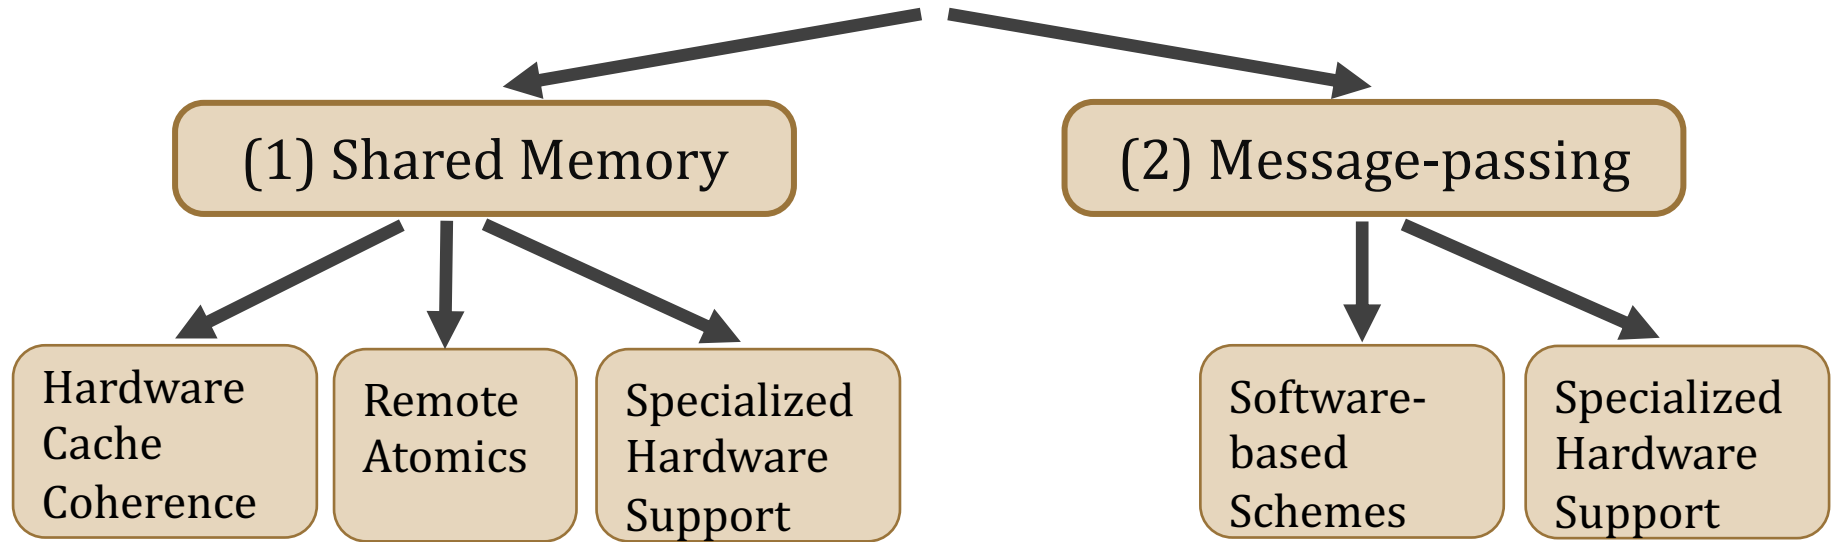 (1) Shared Memory
(2) Message-passing
Hardware
Cache
Coherence
Remote
Atomics
Specialized
Hardware
Support
Software-
based
Schemes
Specialized
Hardware
Support